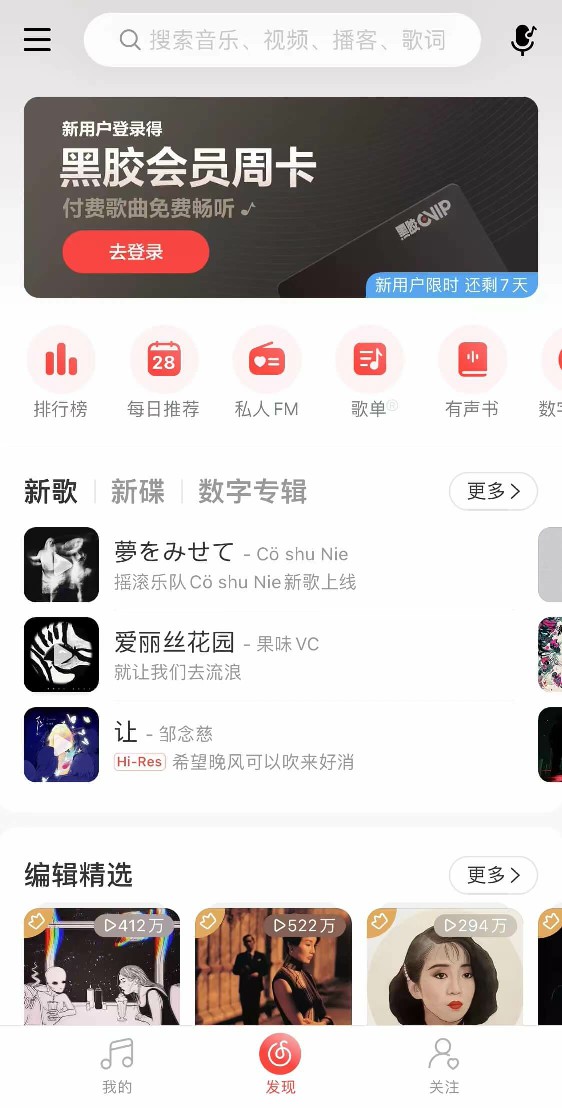 搜索音乐、视频、播客、歌词
新用户登录得
黑胶会员周卡
付费歌曲免费畅听
去登录
黑胶VIP
新用户限时 还剩7天
28
排行榜 每日推荐 私人FM 歌单 有声书 数字
新歌 新碟 数字专辑 更多
夢をみせて - Cö shu Nie
摇滚乐队Cö shu Nie新歌上线
爱丽丝花园 - 果味VC
就让我们去流浪
让 - 邹念慈
Hi-Res 希望晚风可以吹来好消
编辑精选 更多
412万 522万 294万
我的 发现 关注